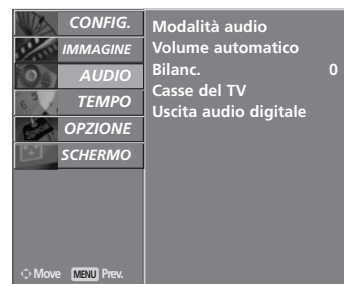 CONFIG.
IMMAGINE
AUDIO
TEMPO
OPZIONE
SCHERMO
Modalità audio
Volume automatico
Bilanc. 0
Casse del TV
Uscita audio digitale
Move MENU Prev.